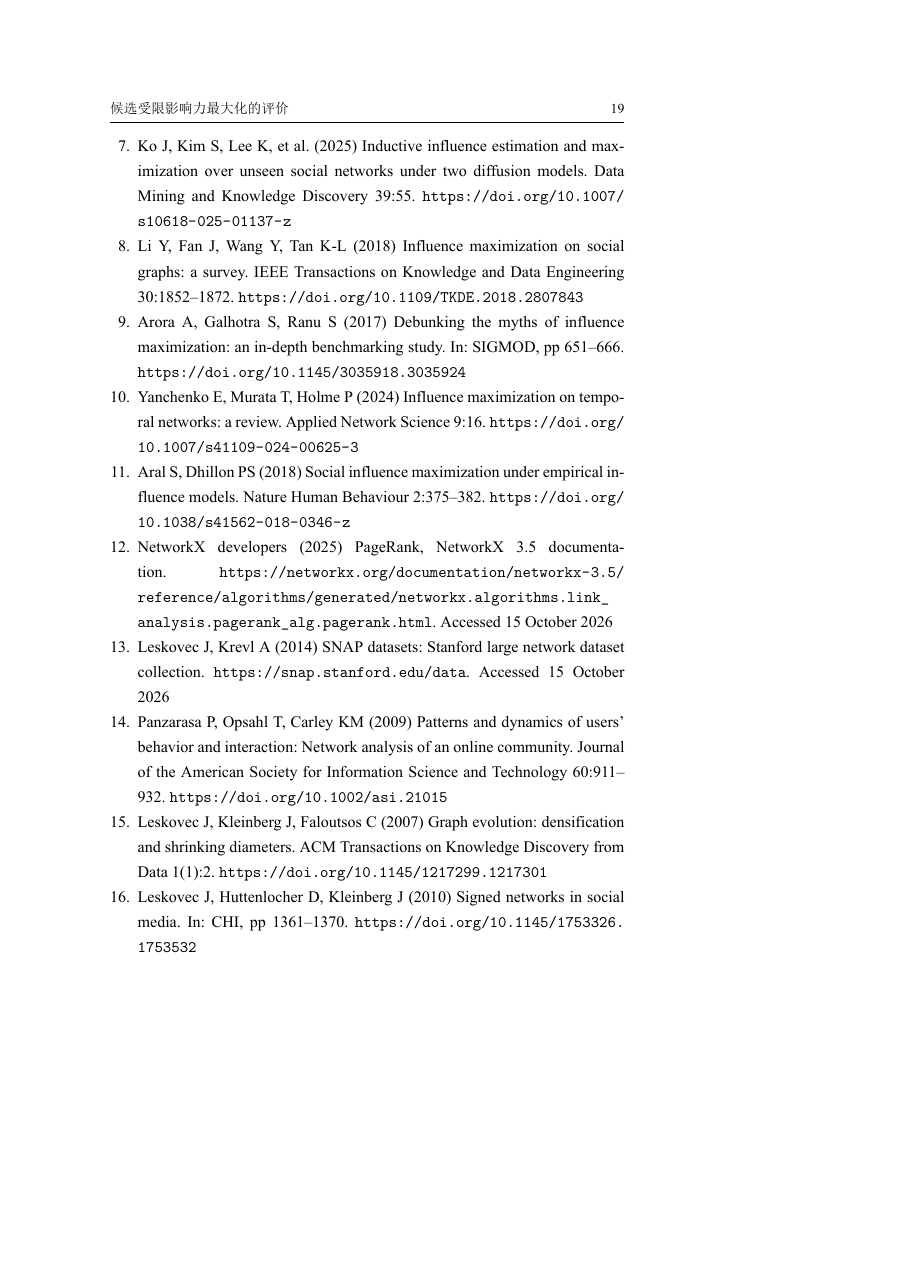 候选受限影响力最大化的评价 19
7. Ko J, Kim S, Lee K, et al. (2025) Inductive influence estimation and max-
imization over unseen social networks under two diffusion models. Data
Mining and Knowledge Discovery 39:55. https://doi.org/10.1007/
s10618-025-01137-z
8. Li Y, Fan J, Wang Y, Tan K-L (2018) Influence maximization on social
graphs: a survey. IEEE Transactions on Knowledge and Data Engineering
30:1852–1872. https://doi.org/10.1109/TKDE.2018.2807843
9. Arora A, Galhotra S, Ranu S (2017) Debunking the myths of influence
maximization: an in-depth benchmarking study. In: SIGMOD, pp 651–666.
https://doi.org/10.1145/3035918.3035924
10. Yanchenko E, Murata T, Holme P (2024) Influence maximization on tempo-
ral networks: a review. Applied Network Science 9:16. https://doi.org/
10.1007/s41109-024-00625-3
11. Aral S, Dhillon PS (2018) Social influence maximization under empirical in-
fluence models. Nature Human Behaviour 2:375–382. https://doi.org/
10.1038/s41562-018-0346-z
12. NetworkX developers (2025) PageRank, NetworkX 3.5 documenta-
tion. https://networkx.org/documentation/networkx-3.5/
reference/algorithms/generated/networkx.algorithms.link_
analysis.pagerank_alg.pagerank.html. Accessed 15 October 2026
13. Leskovec J, Krevl A (2014) SNAP datasets: Stanford large network dataset
collection. https://snap.stanford.edu/data. Accessed 15 October
2026
14. Panzarasa P, Opsahl T, Carley KM (2009) Patterns and dynamics of users’
behavior and interaction: Network analysis of an online community. Journal
of the American Society for Information Science and Technology 60:911–
932. https://doi.org/10.1002/asi.21015
15. Leskovec J, Kleinberg J, Faloutsos C (2007) Graph evolution: densification
and shrinking diameters. ACM Transactions on Knowledge Discovery from
Data 1(1):2. https://doi.org/10.1145/1217299.1217301
16. Leskovec J, Huttenlocher D, Kleinberg J (2010) Signed networks in social
media. In: CHI, pp 1361–1370. https://doi.org/10.1145/1753326.
1753532